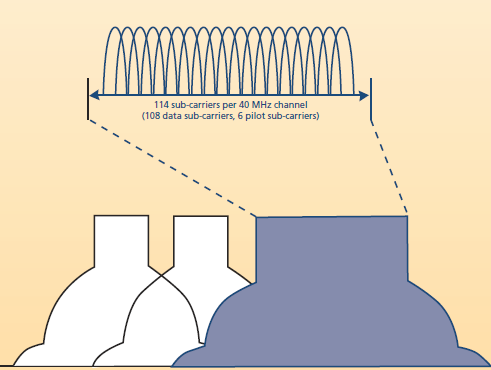 114 sub-carriers per 40 MHz channel
(108 data sub-carriers, 6 pilot sub-carriers)